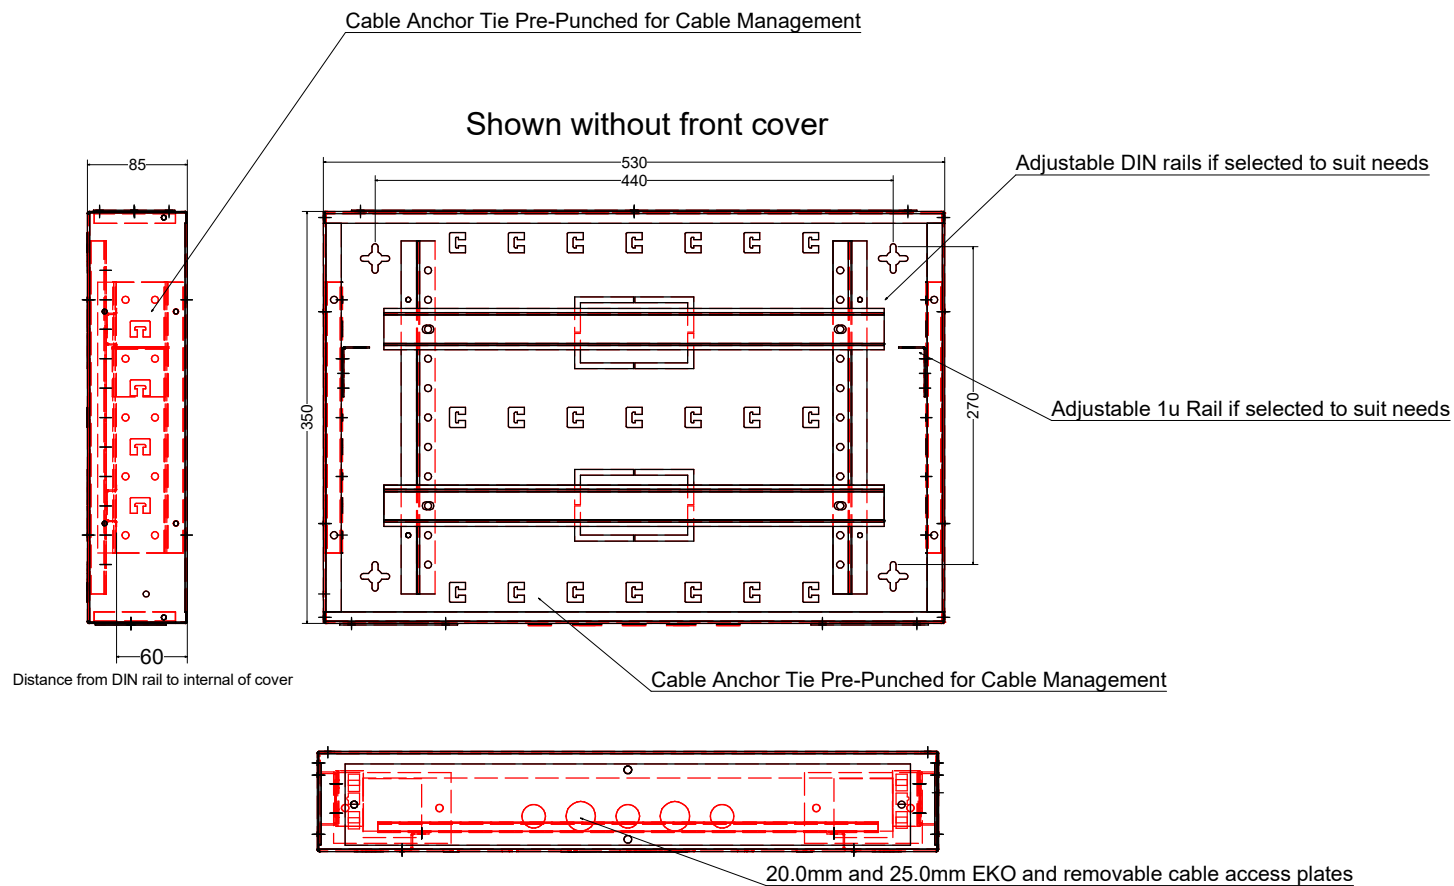 Cable Anchor Tie Pre-Punched for Cable Management
Shown without front cover
85
530
440
Adjustable DIN rails if selected to suit needs
350
270
Adjustable 1u Rail if selected to suit needs
60
Distance from DIN rail to internal of cover
Cable Anchor Tie Pre-Punched for Cable Management
20.0mm and 25.0mm EKO and removable cable access plates